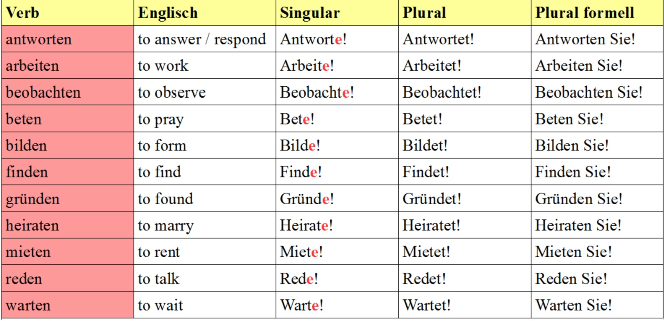 Verb Englisch Singular Plural Plural formell
antworten to answer / respond Antworte! Antwortet! Antworten Sie!
arbeiten to work Arbeite! Arbeitet! Arbeiten Sie!
beobachten to observe Beobachte! Beobachtet! Beobachten Sie!
beten to pray Bete! Betet! Beten Sie!
bilden to form Bilde! Bildet! Bilden Sie!
finden to find Finde! Findet! Finden Sie!
gründen to found Gründe! Gründet! Gründen Sie!
heiraten to marry Heirate! Heiratet! Heiraten Sie!
mieten to rent Miete! Mietet! Mieten Sie!
reden to talk Rede! Redet! Reden Sie!
warten to wait Warte! Wartet! Warten Sie!